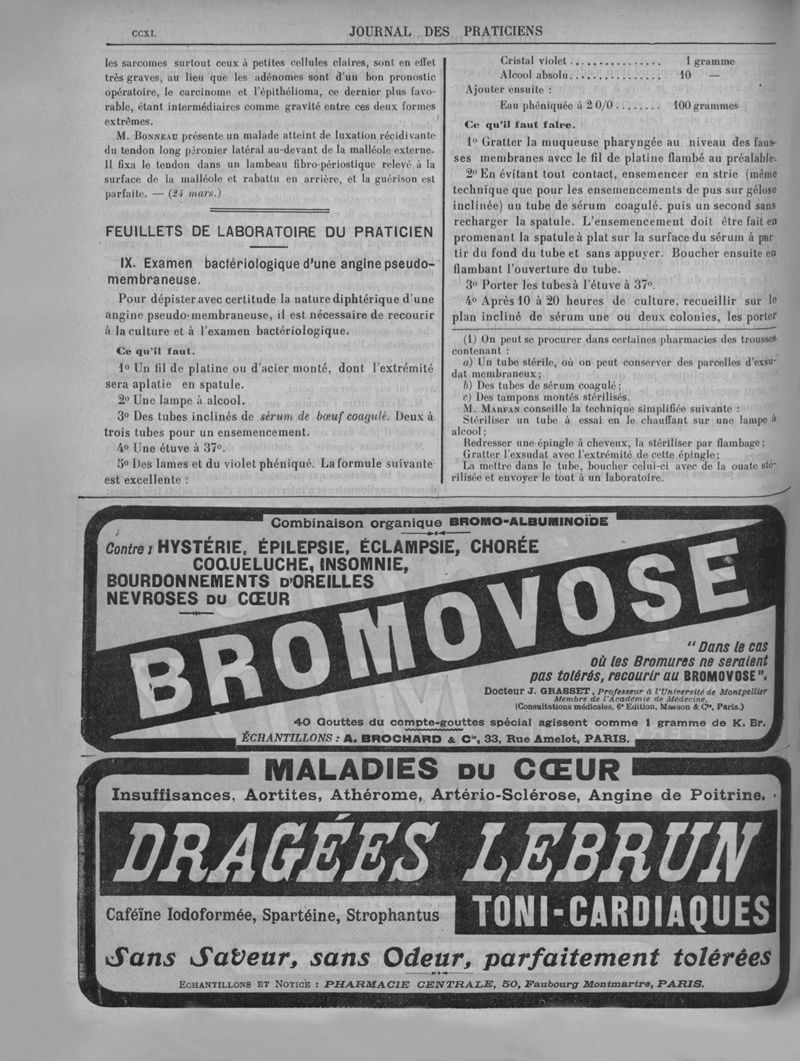 CCXL
JOURNAL DES PRATICIENS
les sarcomes surtout ceux à petites cellules claires, sont en effet
très graves, au lieu que les adénomes sont d'un bon pronostic
opératoire, le carcinome et l'épithélioma, ce dernier plus favo-
rable, étant intermédiaires comme gravité entre ces deux formes
extrêmes.
M. BONNEAU présente un malade atteint de luxation récidivante
du tendon long péronier latéral au-devant de la malléole externe.
Il fixa le tendon dans un lambeau fibro-périostique relevé à la
surface de la malléole et rabattu en arrière, et la guérison est
parfaite. — (24 mars.)
FEUILLETS DE LABORATOIRE DU PRATICIEN
IX. Examen bactériologique d'une angine pseudo-
membraneuse.
Pour dépister avec certitude la nature diphtérique d'une
angine pseudo-membraneuse, il est nécessaire de recourir
à la culture et à l'examen bactériologique.
Ce qu'il faut.
1º Un fil de platine ou d'acier monté, dont l'extrémité
sera aplatie en spatule.
2º Une lampe à alcool.
3º Des tubes inclinés de sérum de bœuf coagulé. Deux à
trois tubes pour un ensemencement.
4º Une étuve à 37º.
5º Des lames et du violet phéniqué. La formule suivante
est excellente :
Cristal violet ................ 1 gramme
Alcool absolu................ 10 —
Ajouter ensuite :
Eau phéniquée à 2 0/0 ........ 100 grammes
Ce qu'il faut faire.
1º Gratter la muqueuse pharyngée au niveau des faus-
ses membranes avec le fil de platine flambé au préalable.
2º En évitant tout contact, ensemencer en strie (même
technique que pour les ensemencements de pus sur gélose
inclinée) un tube de sérum coagulé, puis un second sans
recharger la spatule. L'ensemencement doit être fait en
promenant la spatule à plat sur la surface du sérum à par
tir du fond du tube et sans appuyer. Boucher ensuite en
flambant l'ouverture du tube.
3º Porter les tubes à l'étuve à 37º.
4º Après 10 à 20 heures de culture, recueillir sur le
plan incliné de sérum une ou deux colonies, les porter
(1) On peut se procurer dans certaines pharmacies des trousses
contenant :
a) Un tube stérile, où on peut conserver des parcelles d'exsu-
dat membraneux ;
b) Des tubes de sérum coagulé ;
c) Des tampons montés stérilisés.
M. MARFAN conseille la technique simplifiée suivante :
Stériliser un tube à essai en le chauffant sur une lampe à
alcool ;
Redresser une épingle à cheveux, la stériliser par flambage ;
Gratter l'exsudat avec l'extrémité de cette épingle ;
La mettre dans le tube, boucher celui-ci avec de la ouate sté-
rilisée et envoyer le tout à un laboratoire.
Combinaison organique BROMO-ALBUMINOÏDE
Contre : HYSTÉRIE, ÉPILEPSIE, ÉCLAMPSIE, CHORÉE
COQUELUCHE, INSOMNIE,
BOURDONNEMENTS D'OREILLES
NÉVROSES DU CŒUR
BROMOVOSE
"Dans le cas
où les Bromures ne seraient
pas tolérés, recourir au BROMOVOSE".
Docteur J. GRASSET, Professeur à l'Université de Montpellier
Membre de l'Académie de Médecine.
(Consultations médicales, 6e Edition, Masson & Cie, Paris.)
40 Gouttes du compte-gouttes spécial agissent comme 1 gramme de K. Br.
ÉCHANTILLONS : A. BROCHARD & Cie, 33, Rue Amelot, PARIS.
MALADIES DU CŒUR
Insuffisances, Aortites, Athérome, Artério-Sclérose, Angine de Poitrine.
DRAGÉES LEBRUN
Caféïne Iodoformée, Spartéine, Strophantus
TONI-CARDIAQUES
Sans Saveur, sans Odeur, parfaitement tolérées
ECHANTILLONS ET NOTICE : PHARMACIE CENTRALE, 50, Faubourg Montmartre, PARIS.